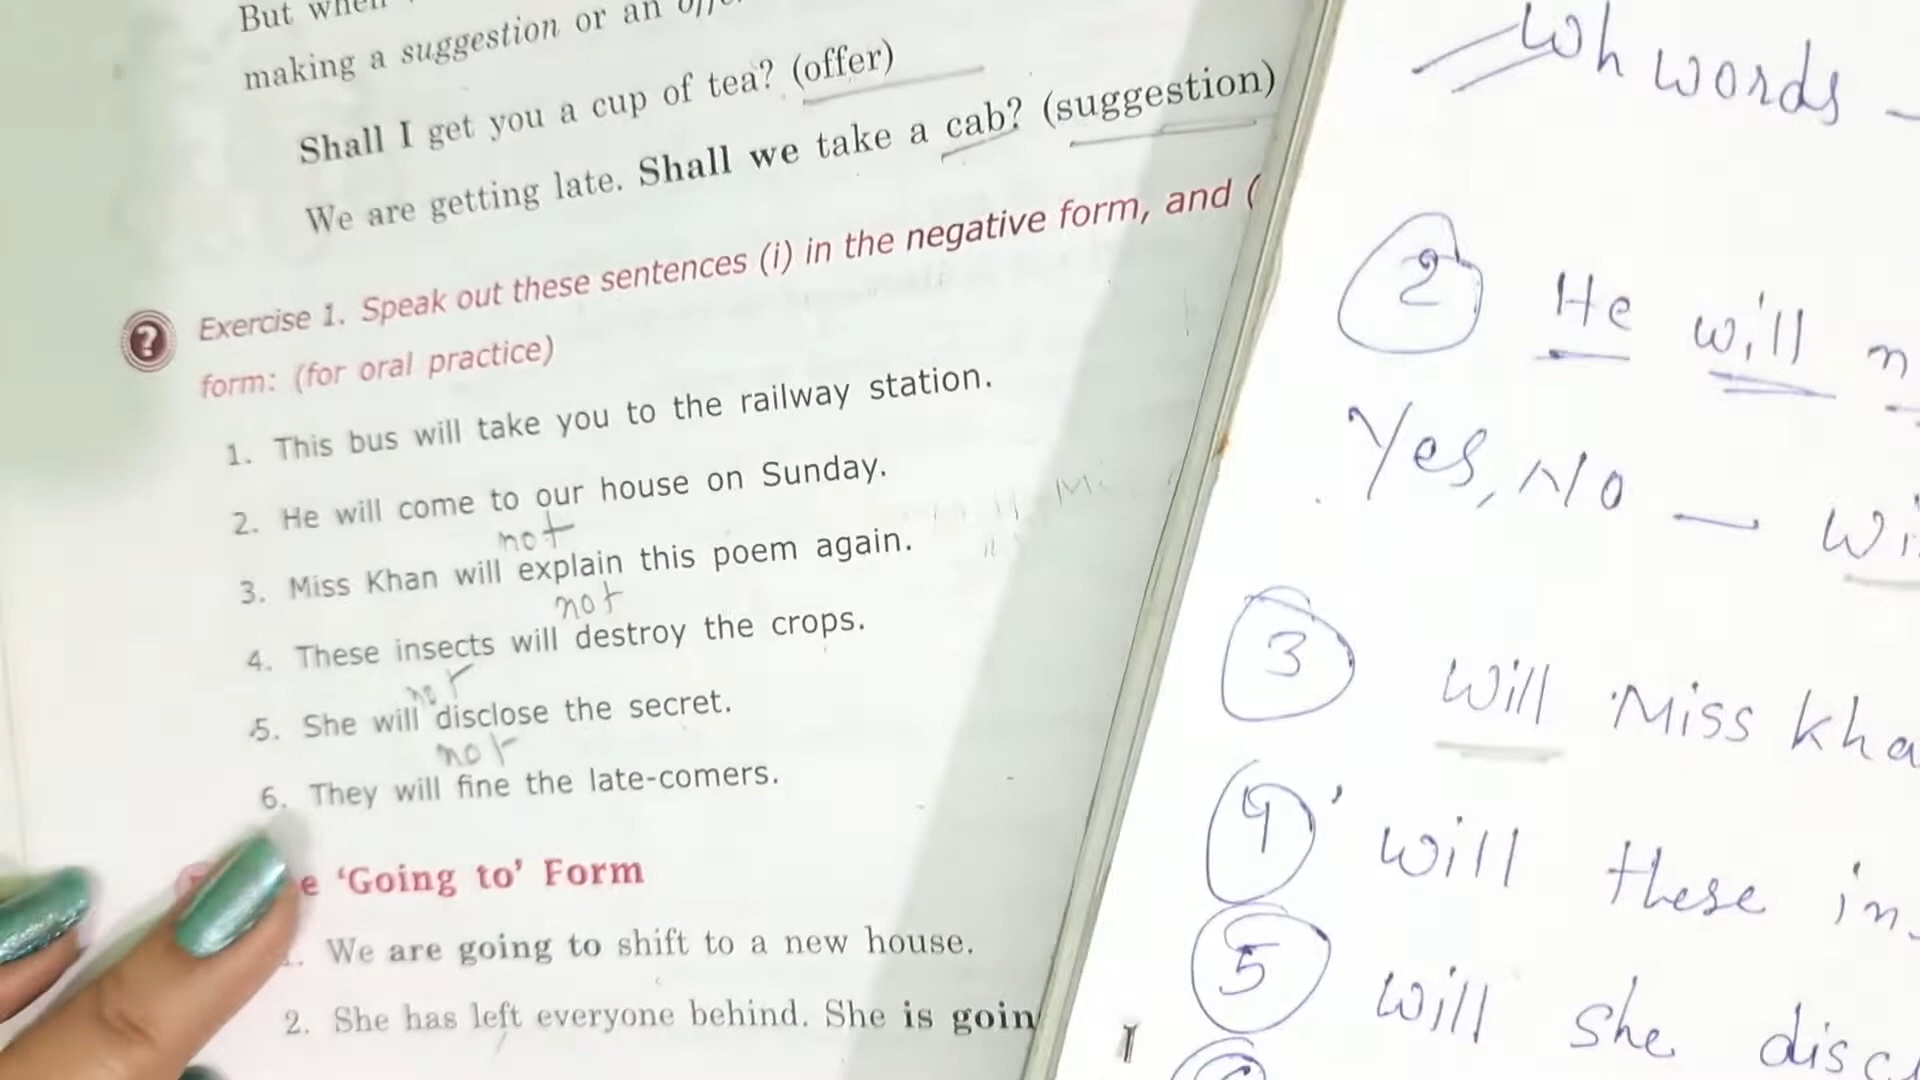 But when
making a suggestion or an
Shall I get you a cup of tea? (offer)
We are getting late. Shall we take a cab? (suggestion)
Exercise 1. Speak out these sentences (i) in the negative form, and (
form: (for oral practice)
1. This bus will take you to the railway station.
2. He will come to our house on Sunday.
not
3. Miss Khan will explain this poem again.
not
4. These insects will destroy the crops.
not
5. She will disclose the secret.
not
6. They will fine the late-comers.
'Going to' Form
We are going to shift to a new house.
2. She has left everyone behind. She is goin
Wh words -
2 He will n
Yes, No — Wi
3 Will Miss Kha
4 Will these in
5 Will she disc